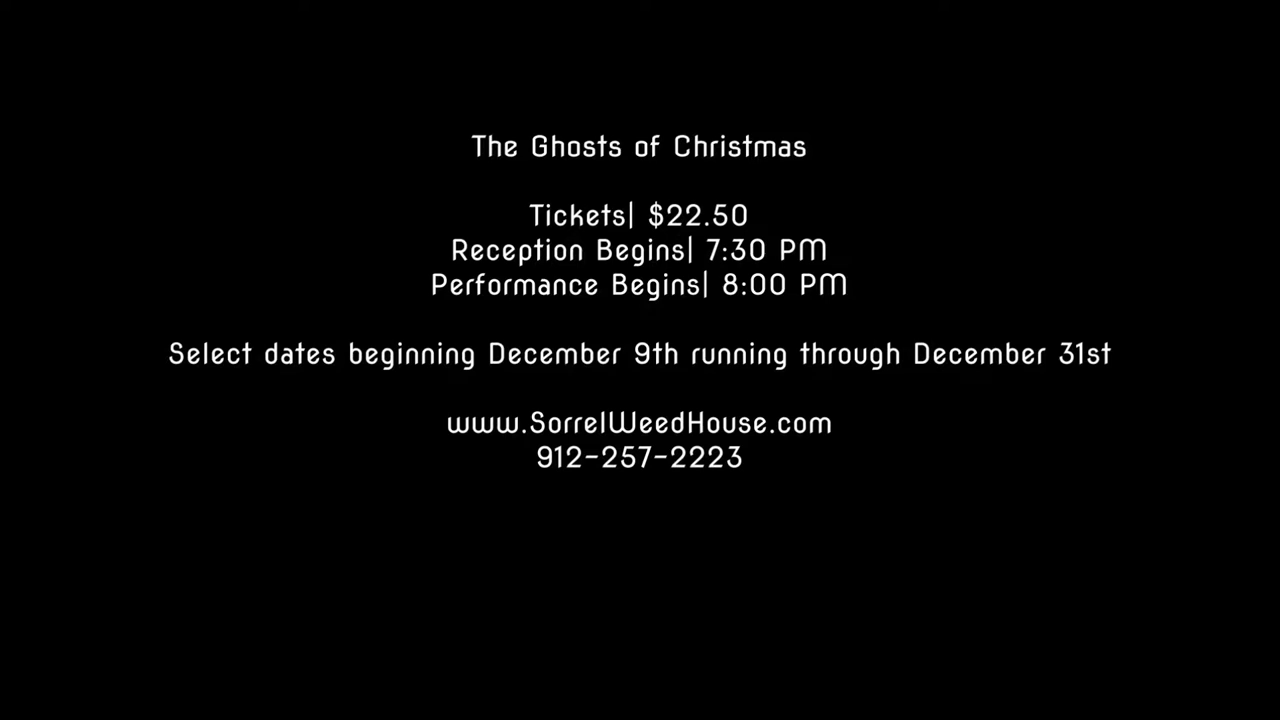 The Ghosts of Christmas
Tickets| $22.50
Reception Begins| 7:30 PM
Performance Begins| 8:00 PM
Select dates beginning December 9th running through December 31st
www.SorrelWeedHouse.com
912-257-2223